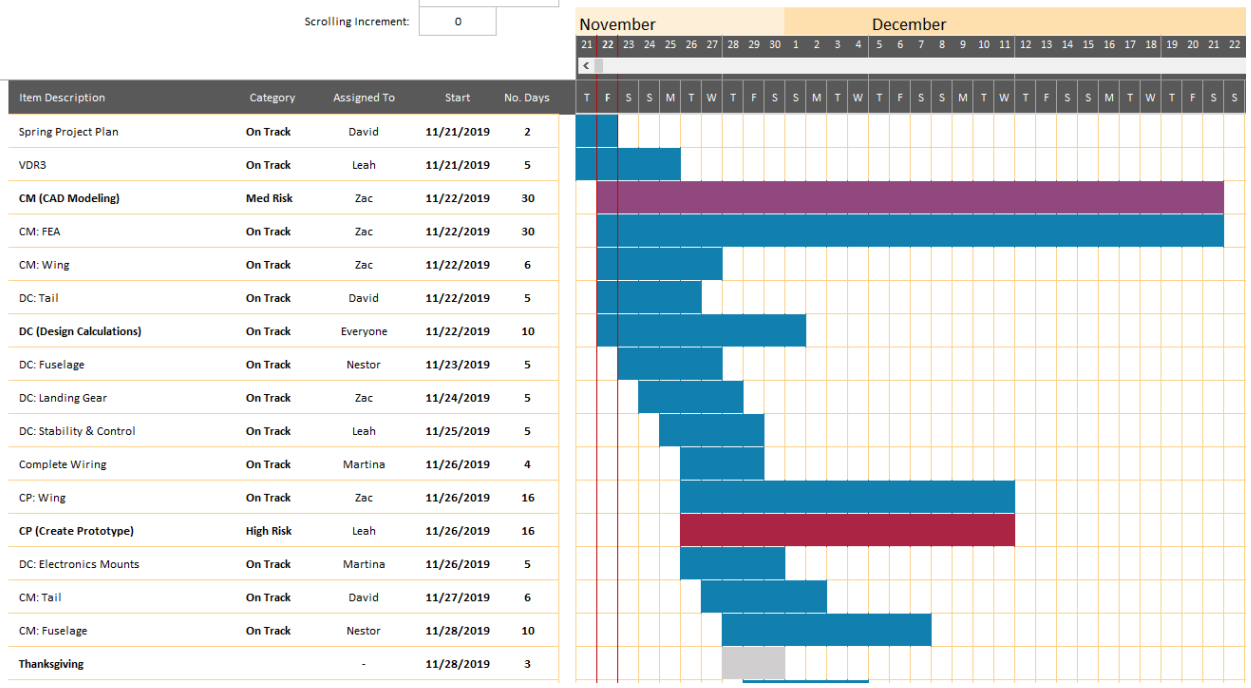 Scrolling Increment: 0
November December
21 22 23 24 25 26 27 28 29 30 1 2 3 4 5 6 7 8 9 10 11 12 13 14 15 16 17 18 19 20 21 22
<
Item Description Category Assigned To Start No. Days T F S S M T W T F S S M T W T F S S M T W T F S S M T W T F S S
Spring Project Plan On Track David 11/21/2019 2
VDR3 On Track Leah 11/21/2019 5
CM (CAD Modeling) Med Risk Zac 11/22/2019 30
CM: FEA On Track Zac 11/22/2019 30
CM: Wing On Track Zac 11/22/2019 6
DC: Tail On Track David 11/22/2019 5
DC (Design Calculations) On Track Everyone 11/22/2019 10
DC: Fuselage On Track Nestor 11/23/2019 5
DC: Landing Gear On Track Zac 11/24/2019 5
DC: Stability & Control On Track Leah 11/25/2019 5
Complete Wiring On Track Martina 11/26/2019 4
CP: Wing On Track Zac 11/26/2019 16
CP (Create Prototype) High Risk Leah 11/26/2019 16
DC: Electronics Mounts On Track Martina 11/26/2019 5
CM: Tail On Track David 11/27/2019 6
CM: Fuselage On Track Nestor 11/28/2019 10
Thanksgiving - 11/28/2019 3